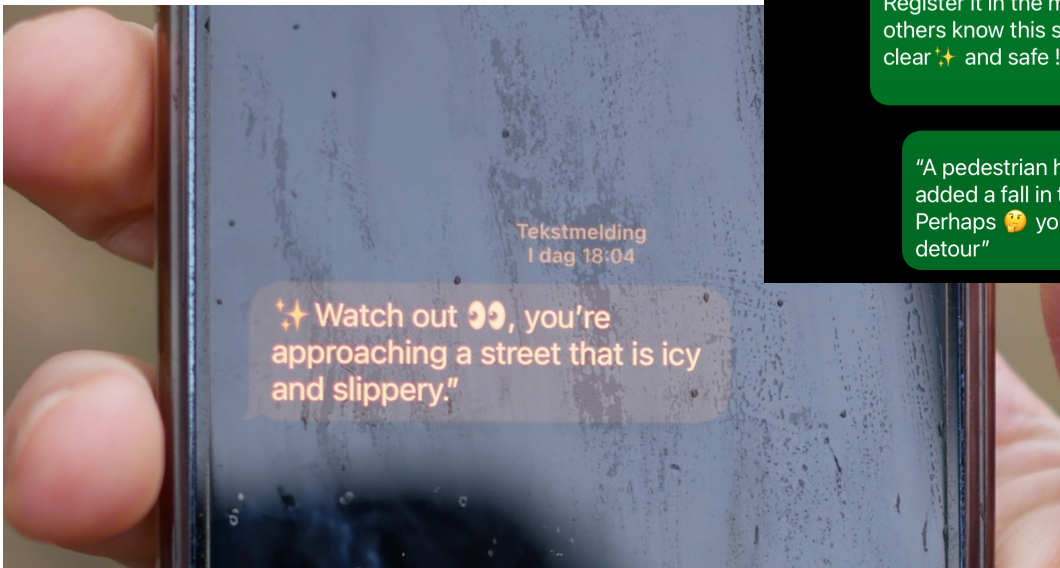 Register it in the
others know this
clear✨ and safe !
“A pedestrian
added a fall in
Perhaps 🤔
detour”
Tekstmelding
I dag 18:04
✨Watch out 👀, you’re
approaching a street that is icy
and slippery.”